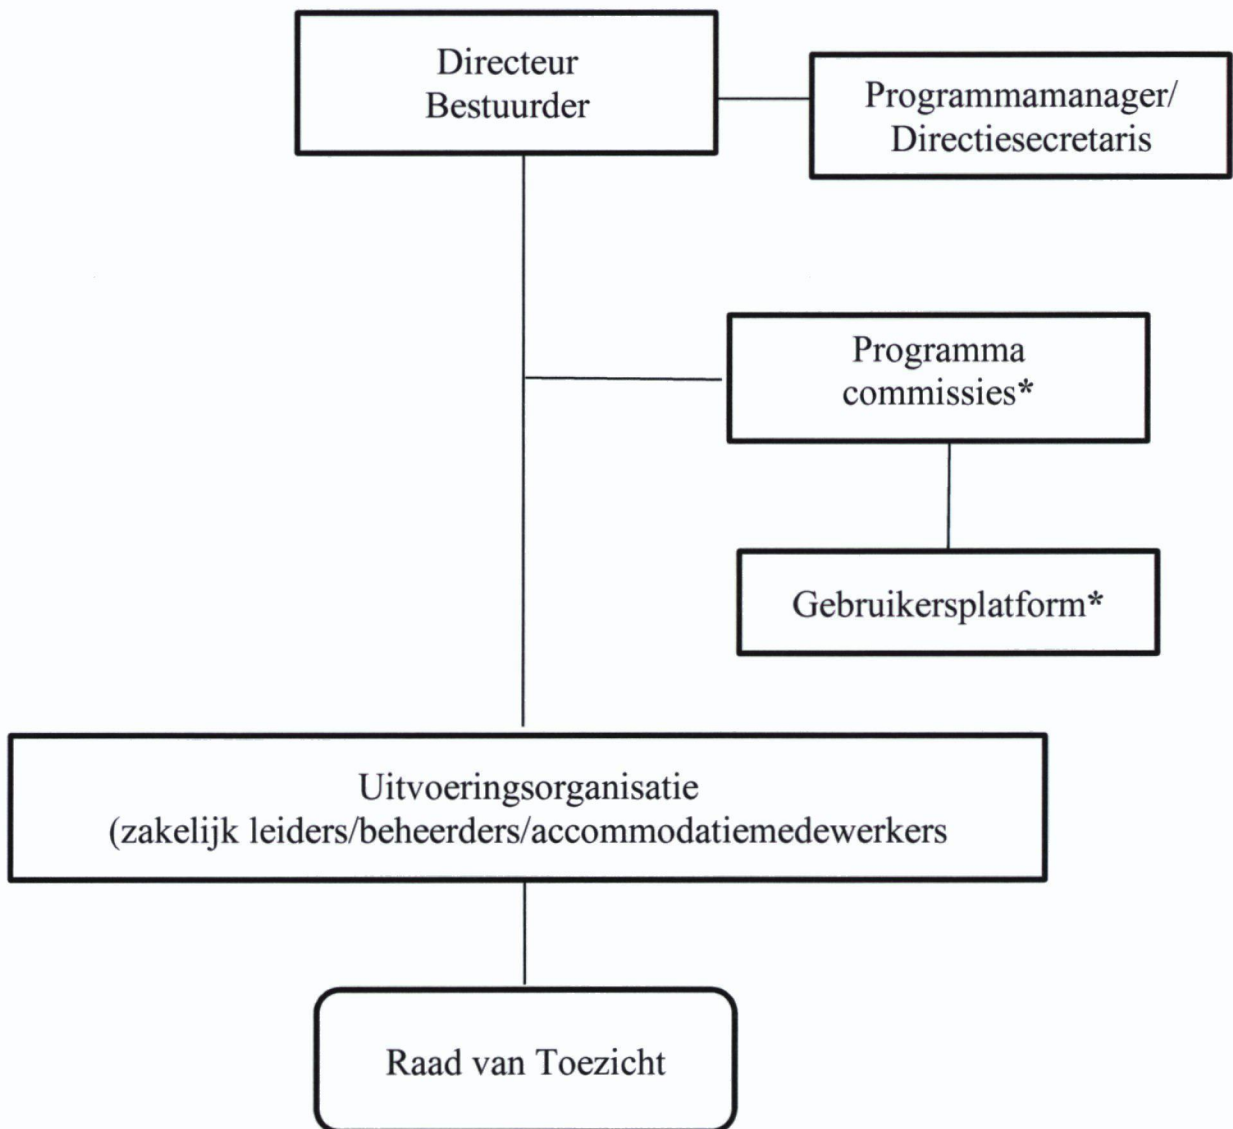 Directeur
Bestuurder
Programmamanager/
Directiesecretaris
Programma
commissies*
Gebruikersplatform*
Uitvoeringsorganisatie
(zakelijk leiders/beheerders/accommodatiemedewerkers
Raad van Toezicht